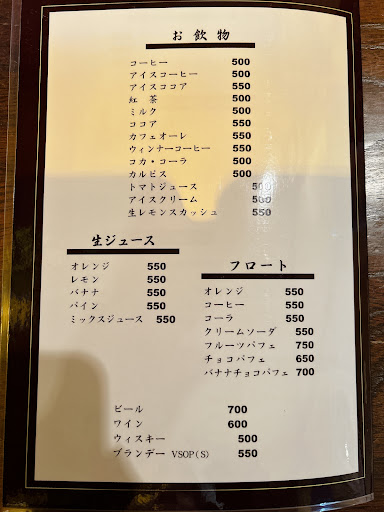 お飲物
コーヒー 500
アイスコーヒー 500
アイスココア 550
紅 茶 500
ミルク 500
ココア 550
カフェオーレ 550
ウィンナーコーヒー 550
コカ・コーラ 500
カルピス 500
トマトジュース 500
アイスクリーム 500
生レモンスカッシュ 550
生ジュース
オレンジ 550
レモン 550
バナナ 550
パイン 550
ミックスジュース 550
フロート
オレンジ 550
コーヒー 550
コーラ 550
クリームソーダ 550
フルーツパフェ 750
チョコパフェ 650
バナナチョコパフェ 700
ビール 700
ワイン 600
ウィスキー 500
ブランデー VSOP(S) 550